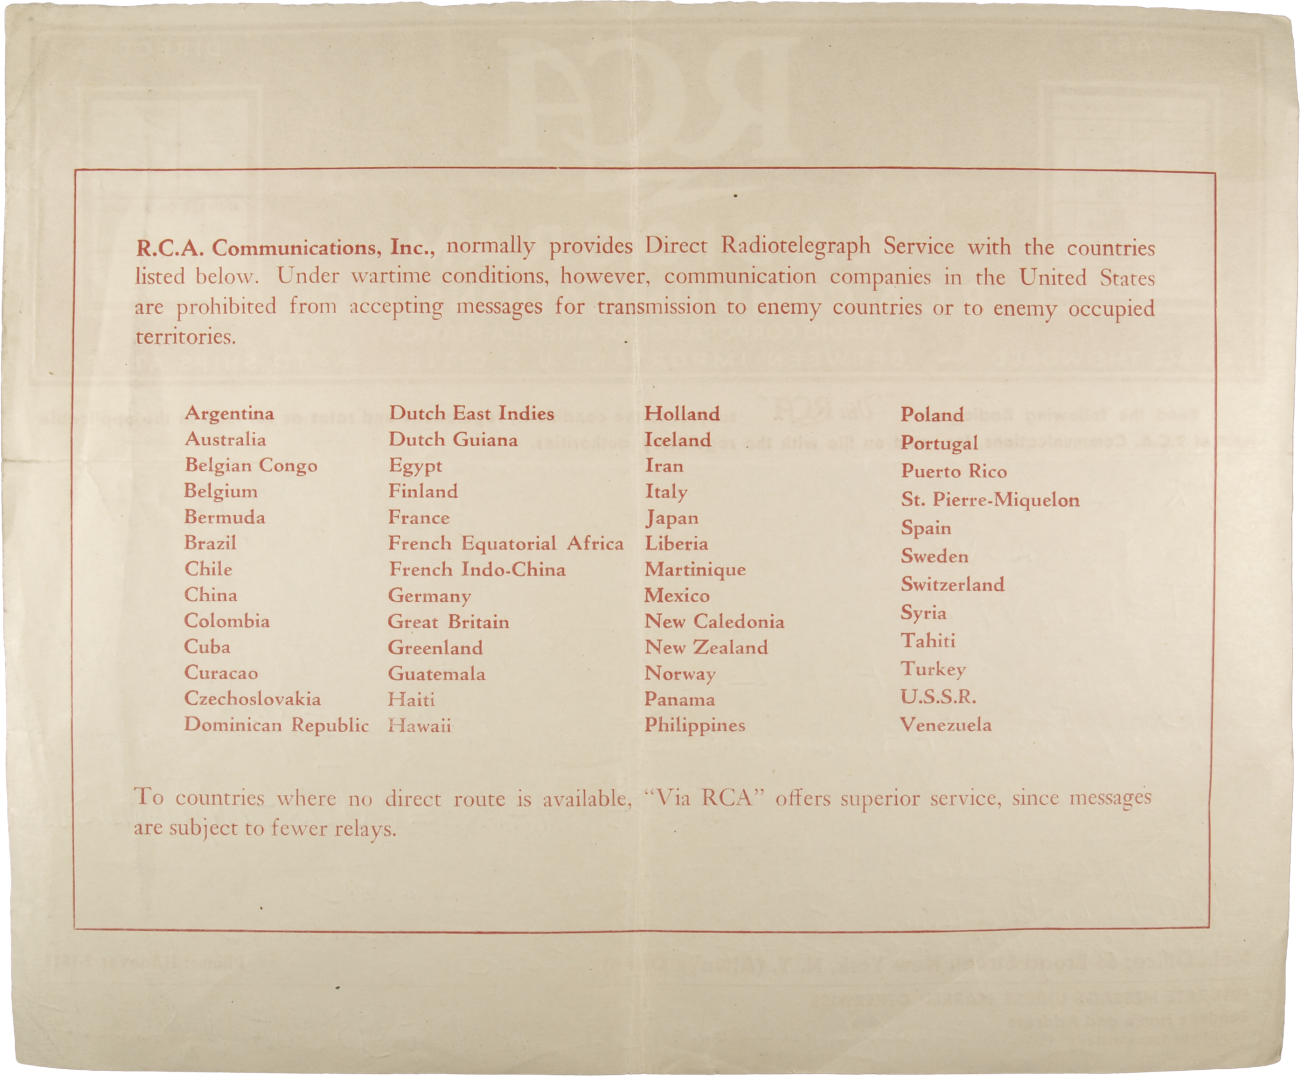 R.C.A. Communications, Inc., normally provides Direct Radiotelegraph Service with the countries
listed below. Under wartime conditions, however, communication companies in the United States
are prohibited from accepting messages for transmission to enemy countries or to enemy occupied
territories.
Argentina
Australia
Belgian Congo
Belgium
Bermuda
Brazil
Chile
China
Colombia
Cuba
Curacao
Czechoslovakia
Dominican Republic
Dutch East Indies
Dutch Guiana
Egypt
Finland
France
French Equatorial Africa
French Indo-China
Germany
Great Britain
Greenland
Guatemala
Haiti
Hawaii
Holland
Iceland
Iran
Italy
Japan
Liberia
Martinique
Mexico
New Caledonia
New Zealand
Norway
Panama
Philippines
Poland
Portugal
Puerto Rico
St. Pierre-Miquelon
Spain
Sweden
Switzerland
Syria
Tahiti
Turkey
U.S.S.R.
Venezuela
To countries where no direct route is available, “Via RCA” offers superior service, since messages
are subject to fewer relays.